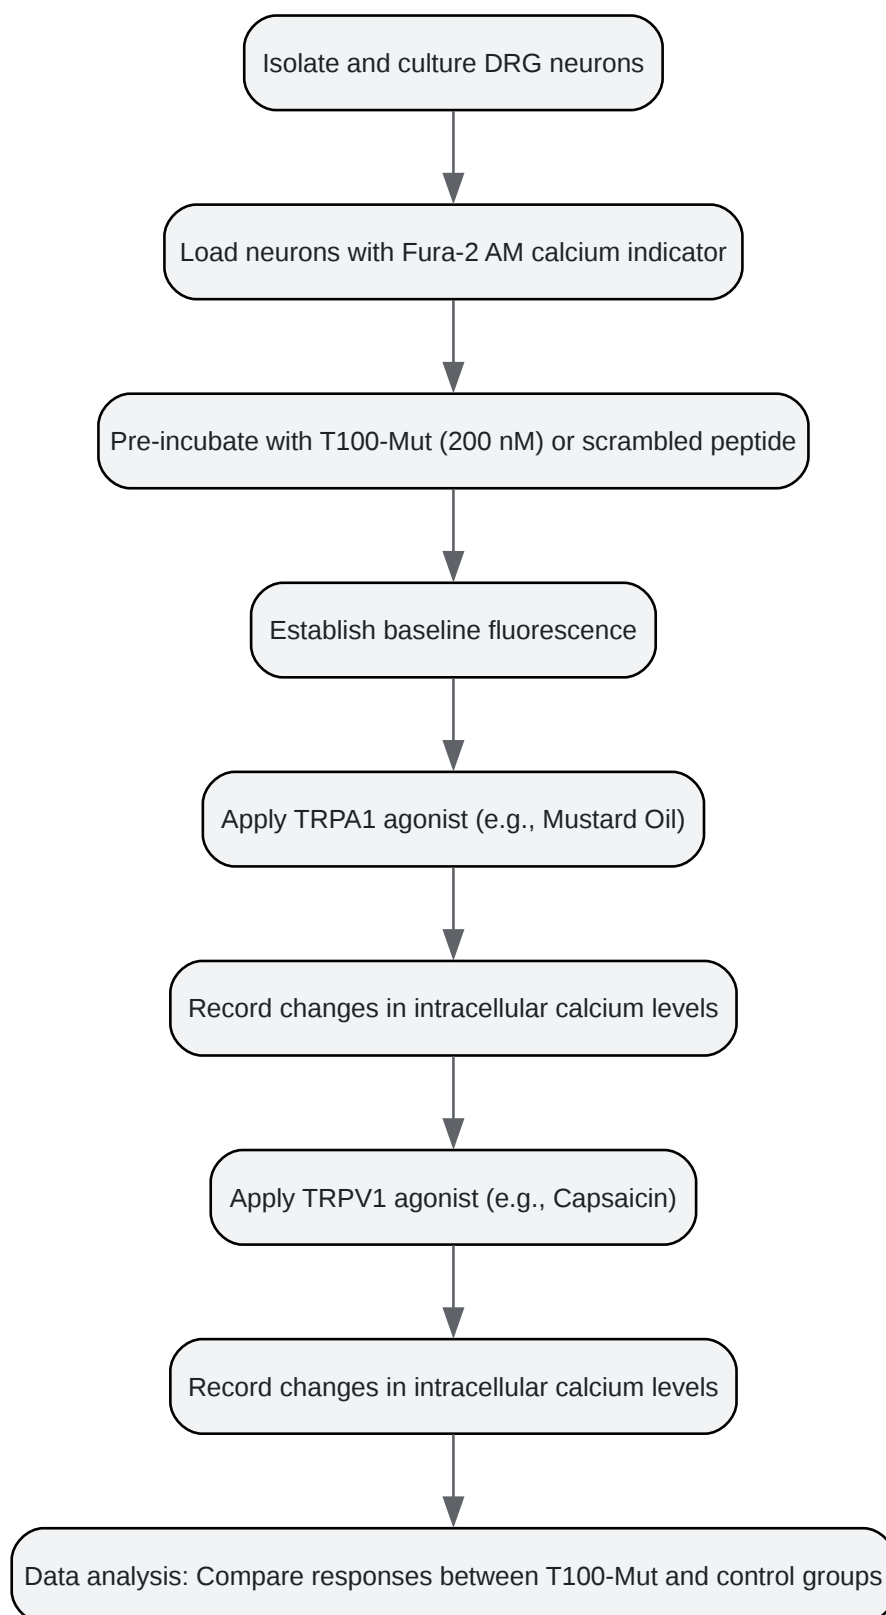 Isolate and culture DRG neurons
Load neurons with Fura-2 AM calcium indicator
Pre-incubate with T100-Mut (200 nM) or scrambled peptide
Establish baseline fluorescence
Apply TRPA1 agonist (e.g., Mustard Oil)
Record changes in intracellular calcium levels
Apply TRPV1 agonist (e.g., Capsaicin)
Record changes in intracellular calcium levels
Data analysis: Compare responses between T100-Mut and control groups